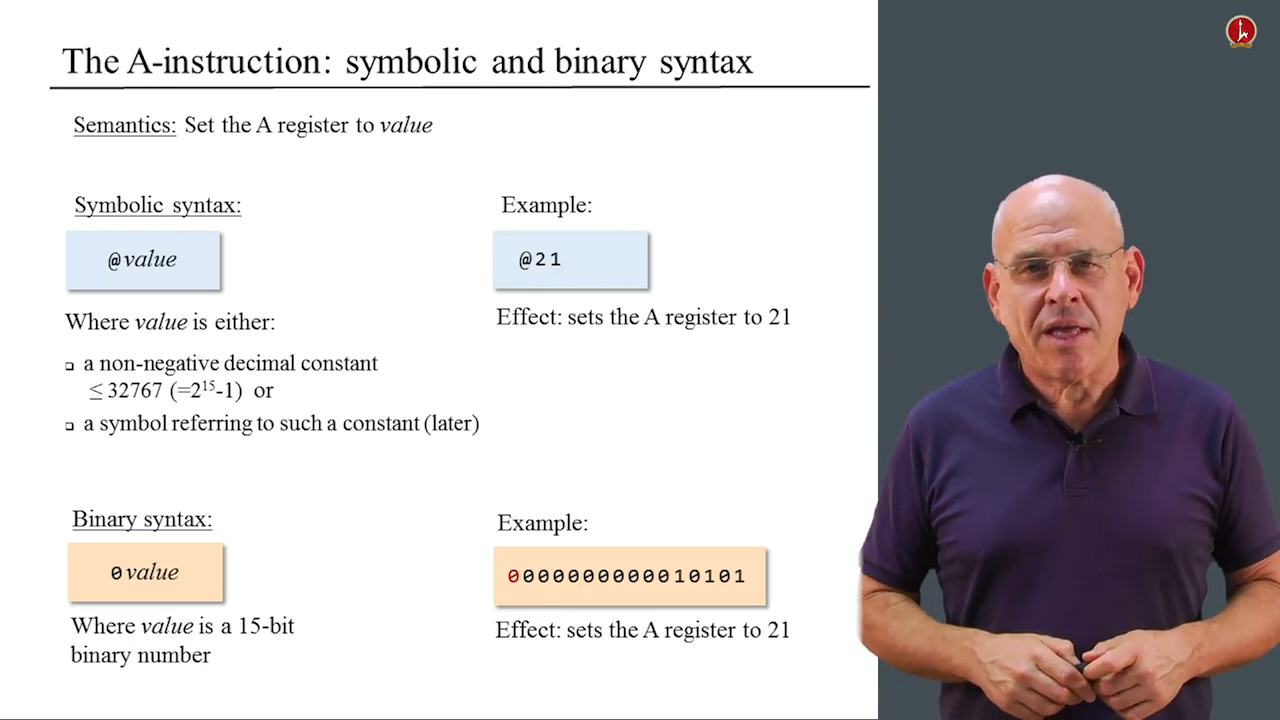 The A-instruction: symbolic and binary syntax
Semantics: Set the A register to value
Symbolic syntax:
@value
Where value is either:
❑ a non-negative decimal constant
≤ 32767 (=2¹⁵-1) or
❑ a symbol referring to such a constant (later)
Example:
@21
Effect: sets the A register to 21
Binary syntax:
0value
Where value is a 15-bit
binary number
Example:
0000000000010101
Effect: sets the A register to 21